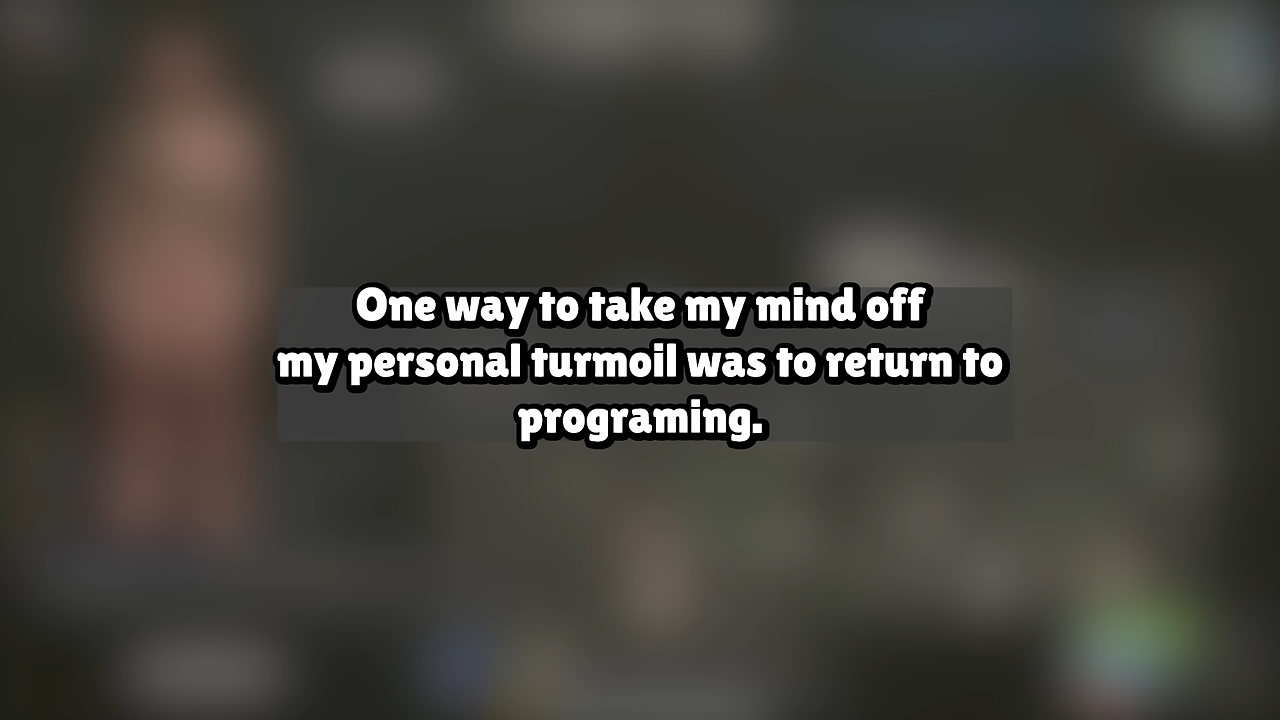 One way to take my mind off
my personal turmoil was to return to
programing.